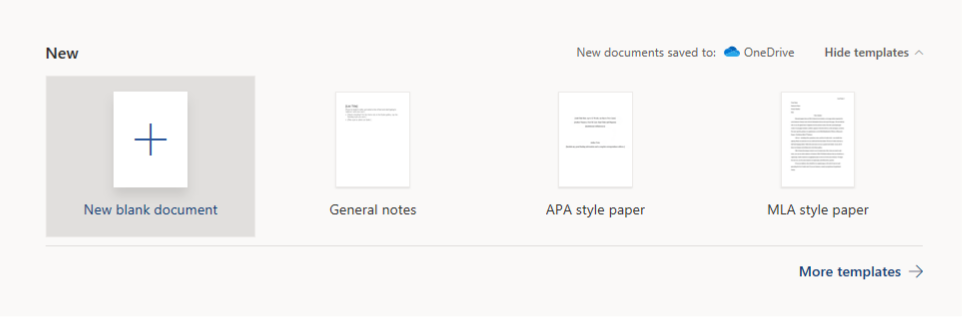 New
New documents saved to: OneDrive
Hide templates
New blank document
General notes
APA style paper
MLA style paper
More templates